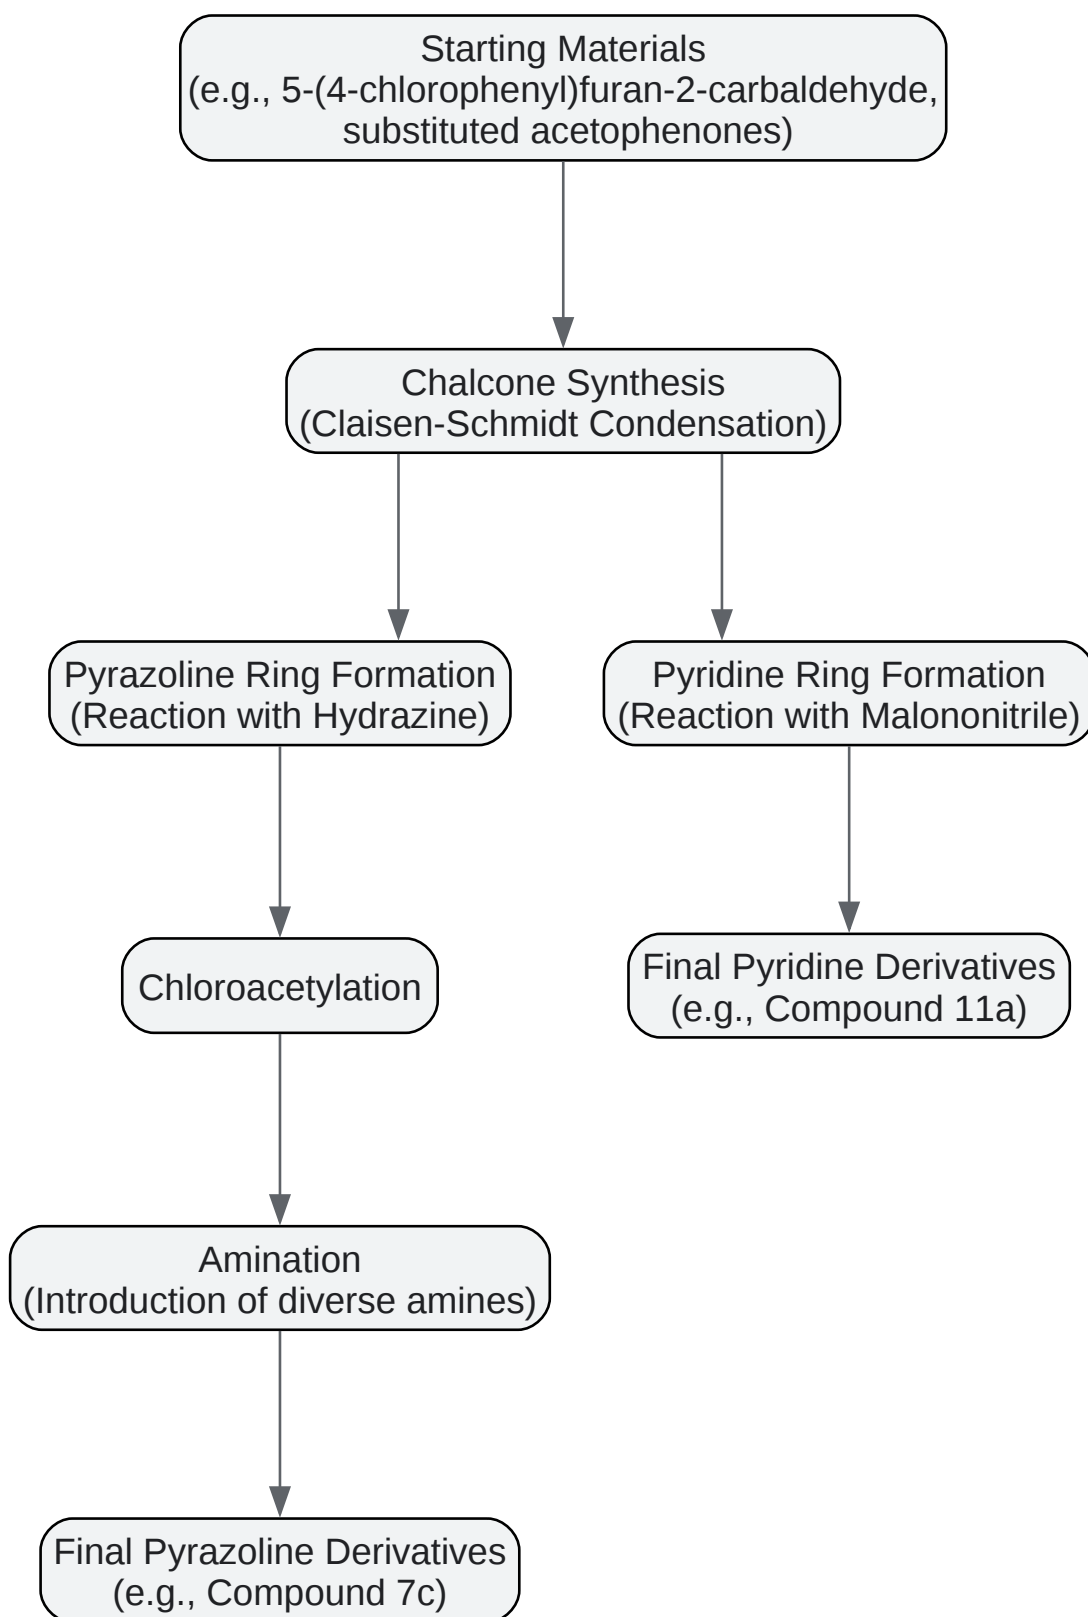 Starting Materials
(e.g., 5-(4-chlorophenyl)furan-2-carbaldehyde,
substituted acetophenones)
Chalcone Synthesis
(Claisen-Schmidt Condensation)
Pyrazoline Ring Formation
(Reaction with Hydrazine)
Pyridine Ring Formation
(Reaction with Malononitrile)
Chloroacetylation
Final Pyridine Derivatives
(e.g., Compound 11a)
Amination
(Introduction of diverse amines)
Final Pyrazoline Derivatives
(e.g., Compound 7c)